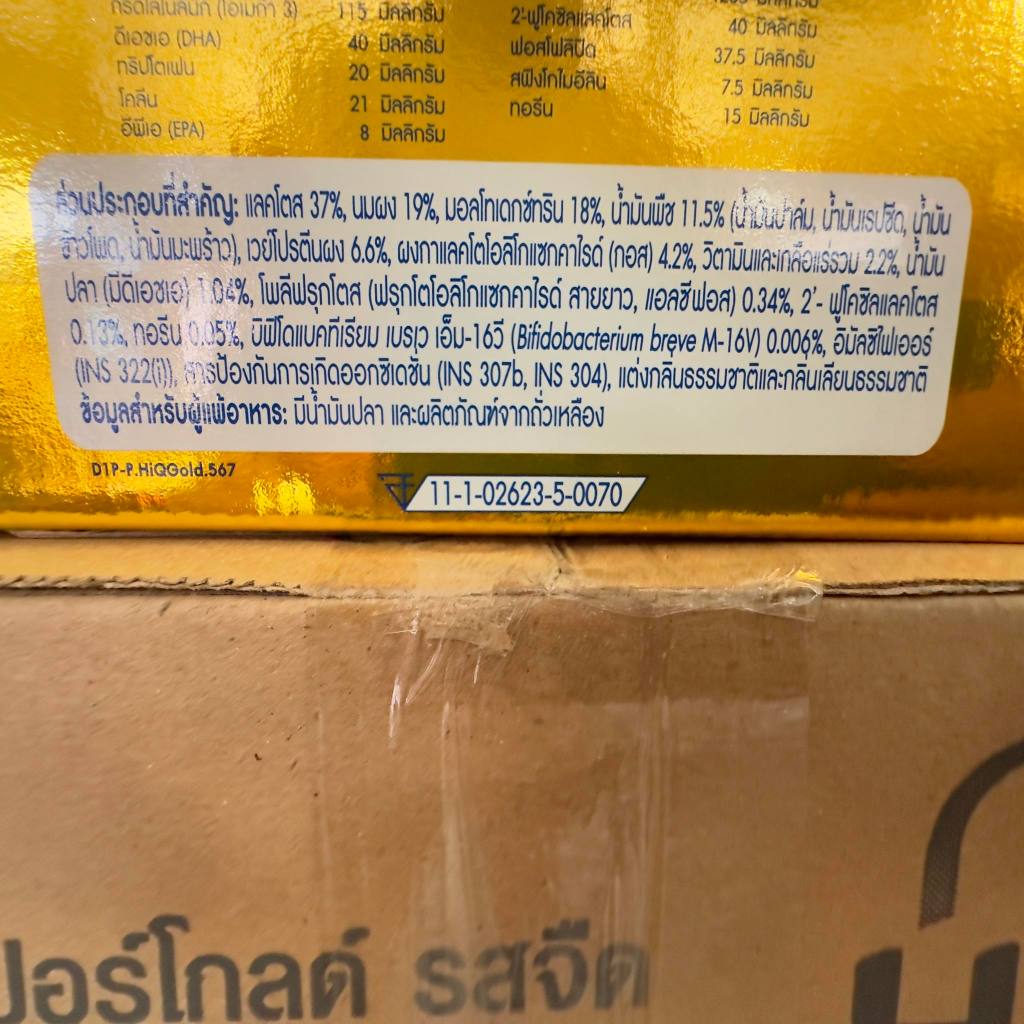 กรดไลโนลีนิก (โอเมก้า 3) 115 มิลลิกรัม
ดีเอชเอ (DHA) 40 มิลลิกรัม
ทริปโตเฟน 20 มิลลิกรัม
โคลีน 21 มิลลิกรัม
อีพีเอ (EPA) 8 มิลลิกรัม
2'-ฟูโคซิลแลคโตส 40 มิลลิกรัม
ฟอสโฟลิปิด 37.5 มิลลิกรัม
สฟิงโกไมอีลิน 7.5 มิลลิกรัม
ทอรีน 15 มิลลิกรัม
ส่วนประกอบที่สำคัญ: แลคโตส 37%, นมผง 19%, มอลโทเดกซ์ทริน 18%, น้ำมันพืช 11.5% (น้ำมันปาล์ม, น้ำมันเรปซีด, น้ำมัน
ข้าวโพด, น้ำมันมะพร้าว), เวย์โปรตีนผง 6.6%, ผงกาแลคโตโอลิโกแซกคาไรด์ (กอส) 4.2%, วิตามินและเกลือแร่รวม 2.2%, น้ำมัน
ปลา (มีดีเอชเอ) 1.04%, โพลีฟรุกโตส (ฟรุกโตโอลิโกแซกคาไรด์ สายยาว, แอลซีฟอส) 0.34%, 2'- ฟูโคซิลแลคโตส
0.13%, ทอรีน 0.05%, บิฟิโดแบคทีเรียม เบรเว เอ็ม-16วี (Bifidobacterium breve M-16V) 0.006%, อิมัลซิไฟเออร์
(INS 322(i)), สารป้องกันการเกิดออกซิเดชั่น (INS 307b, INS 304), แต่งกลิ่นธรรมชาติและกลิ่นเลียนธรรมชาติ
ข้อมูลสำหรับผู้แพ้อาหาร: มีน้ำมันปลา และผลิตภัณฑ์จากถั่วเหลือง
D1P-P.HiQGold.567
11-1-02623-5-0070
ปอร์โกลด์ รสจืด